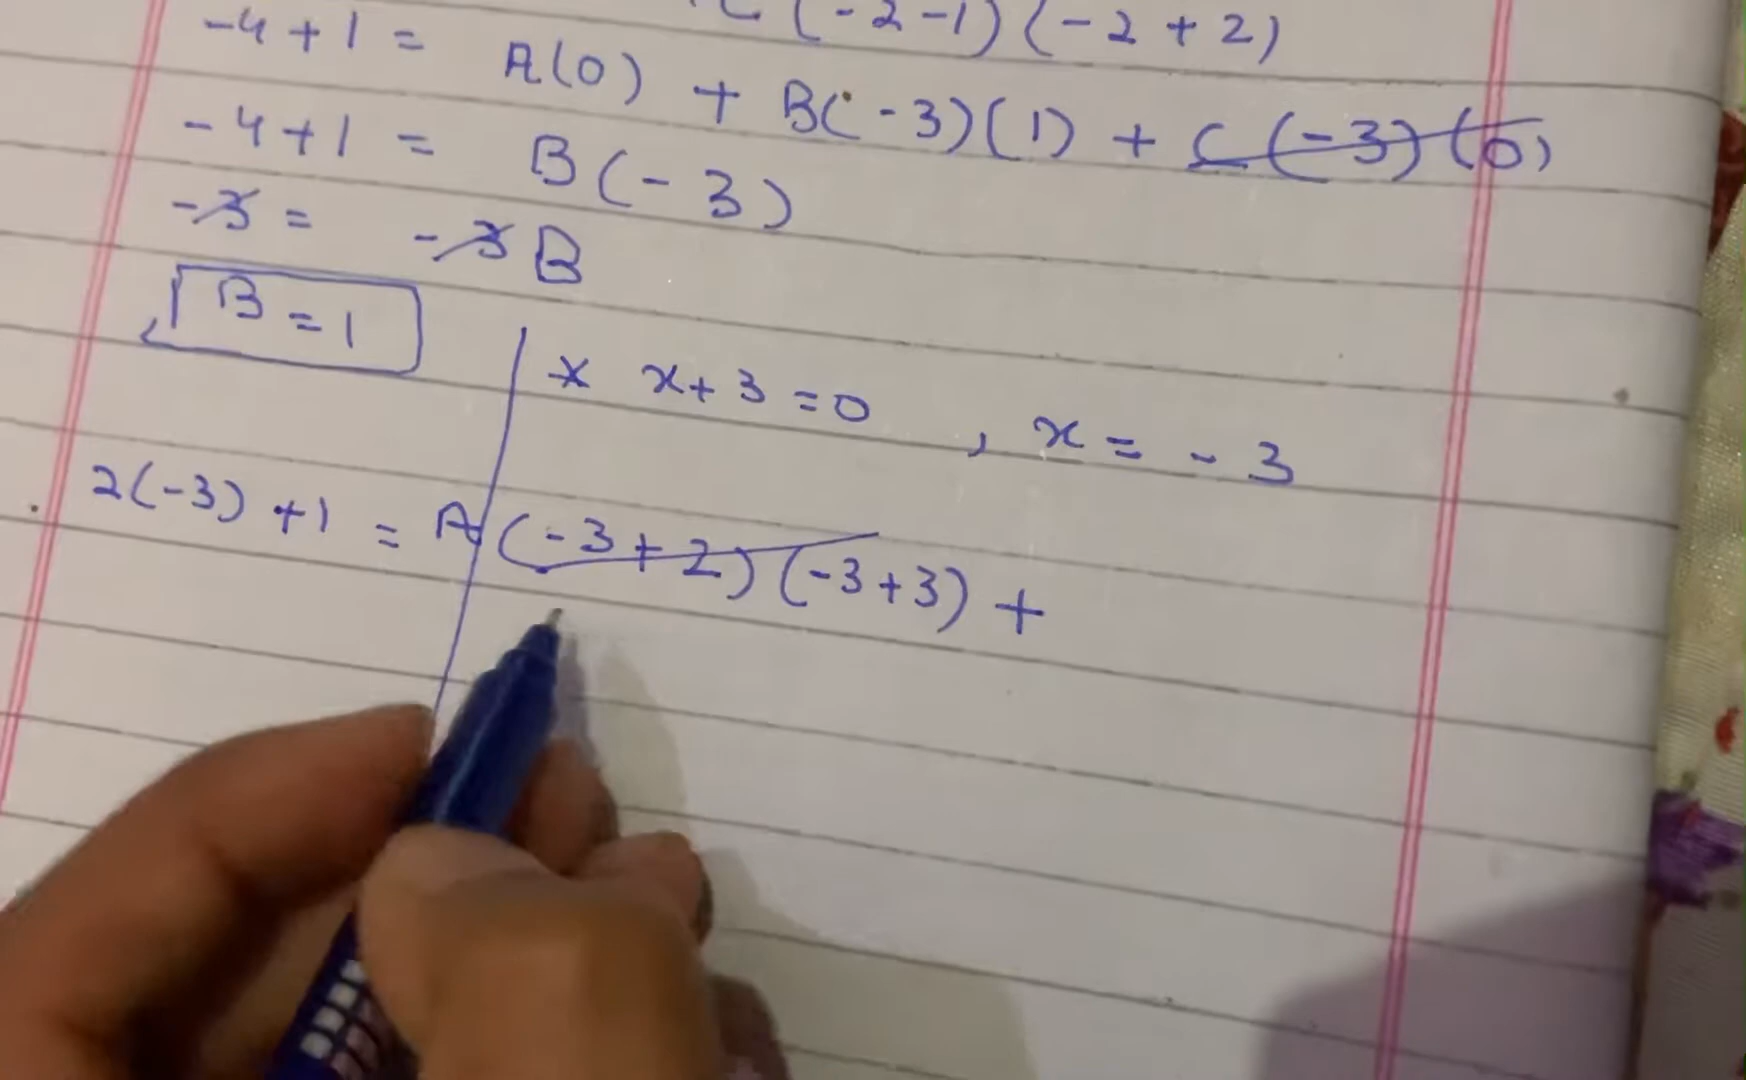 C (-2-1) (-2+2)
-4+1 = A(0) + B(-3)(1) + C(-3)(0)
-4+1 = B(-3)
-3 = -3B
B = 1
* x+3=0 , x = -3
2(-3) +1 = A(-3+2)(-3+3) +